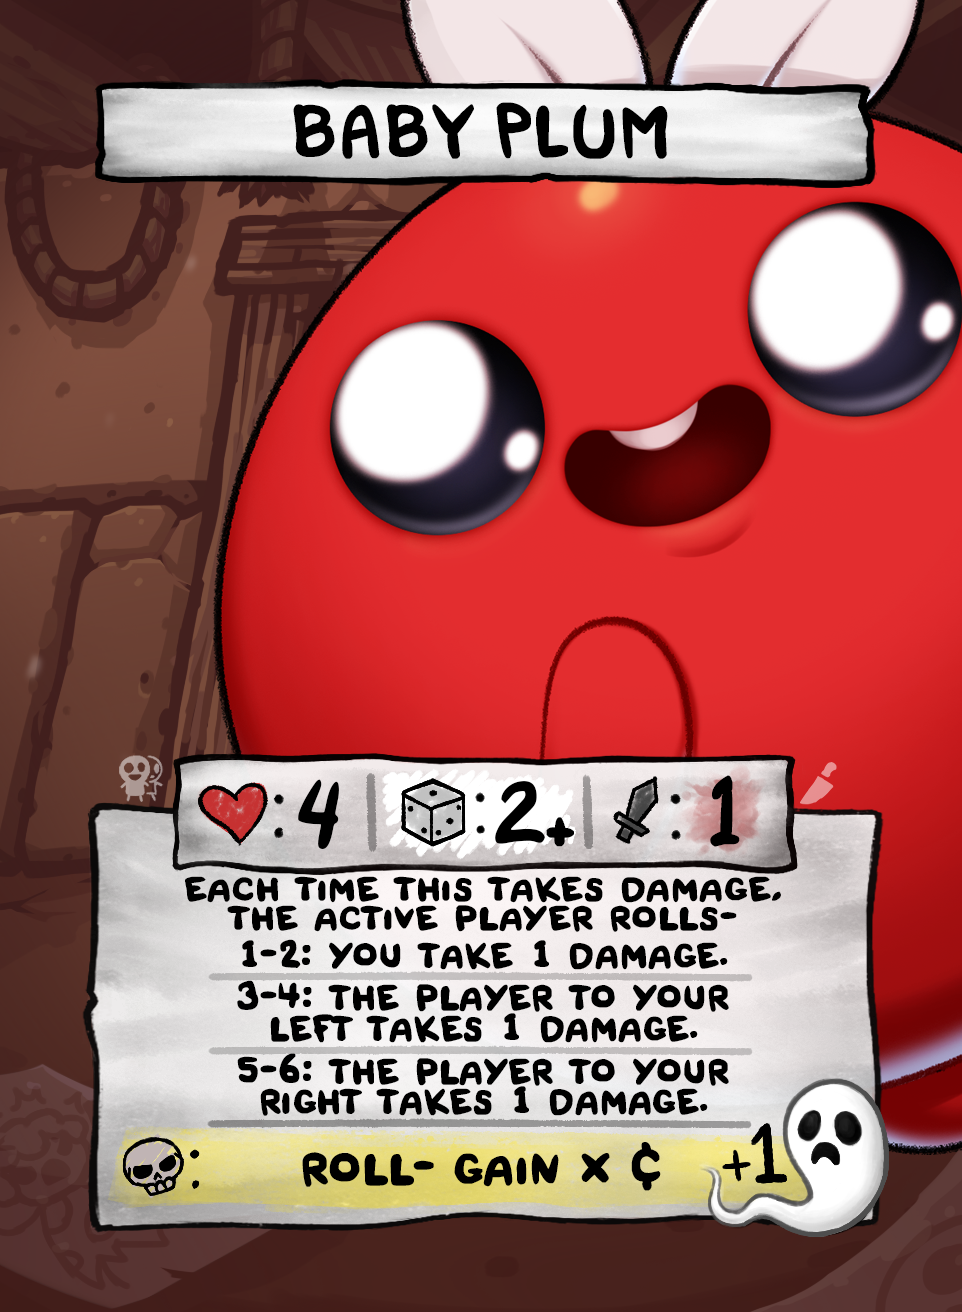 BABY PLUM
: 4 : 2+ : 1
EACH TIME THIS TAKES DAMAGE,
THE ACTIVE PLAYER ROLLS-
1-2: YOU TAKE 1 DAMAGE.
3-4: THE PLAYER TO YOUR
LEFT TAKES 1 DAMAGE.
5-6: THE PLAYER TO YOUR
RIGHT TAKES 1 DAMAGE.
: ROLL- GAIN X ¢ +1